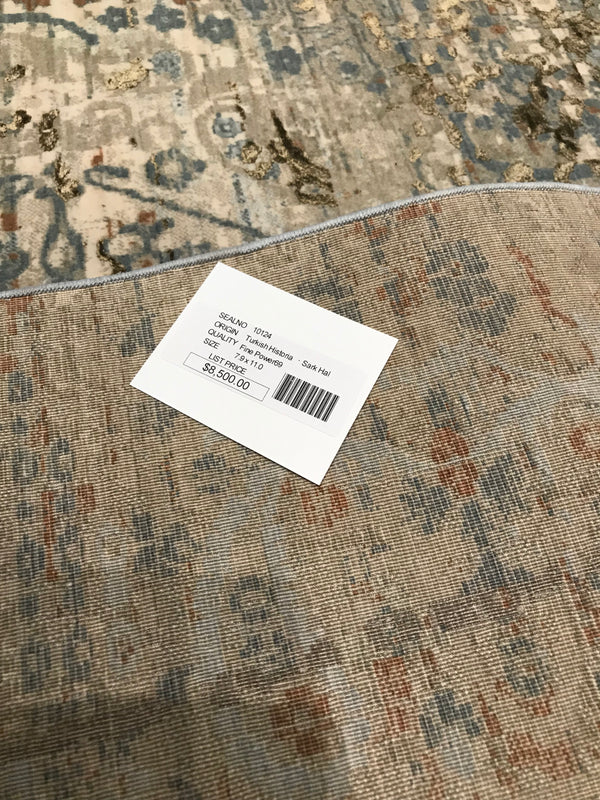 SEALNO 10124
ORIGIN Turkish Historia - Sark Hal
QUALITY Fine Power69
SIZE 7.9 x 11.0
LIST PRICE
$8,500.00